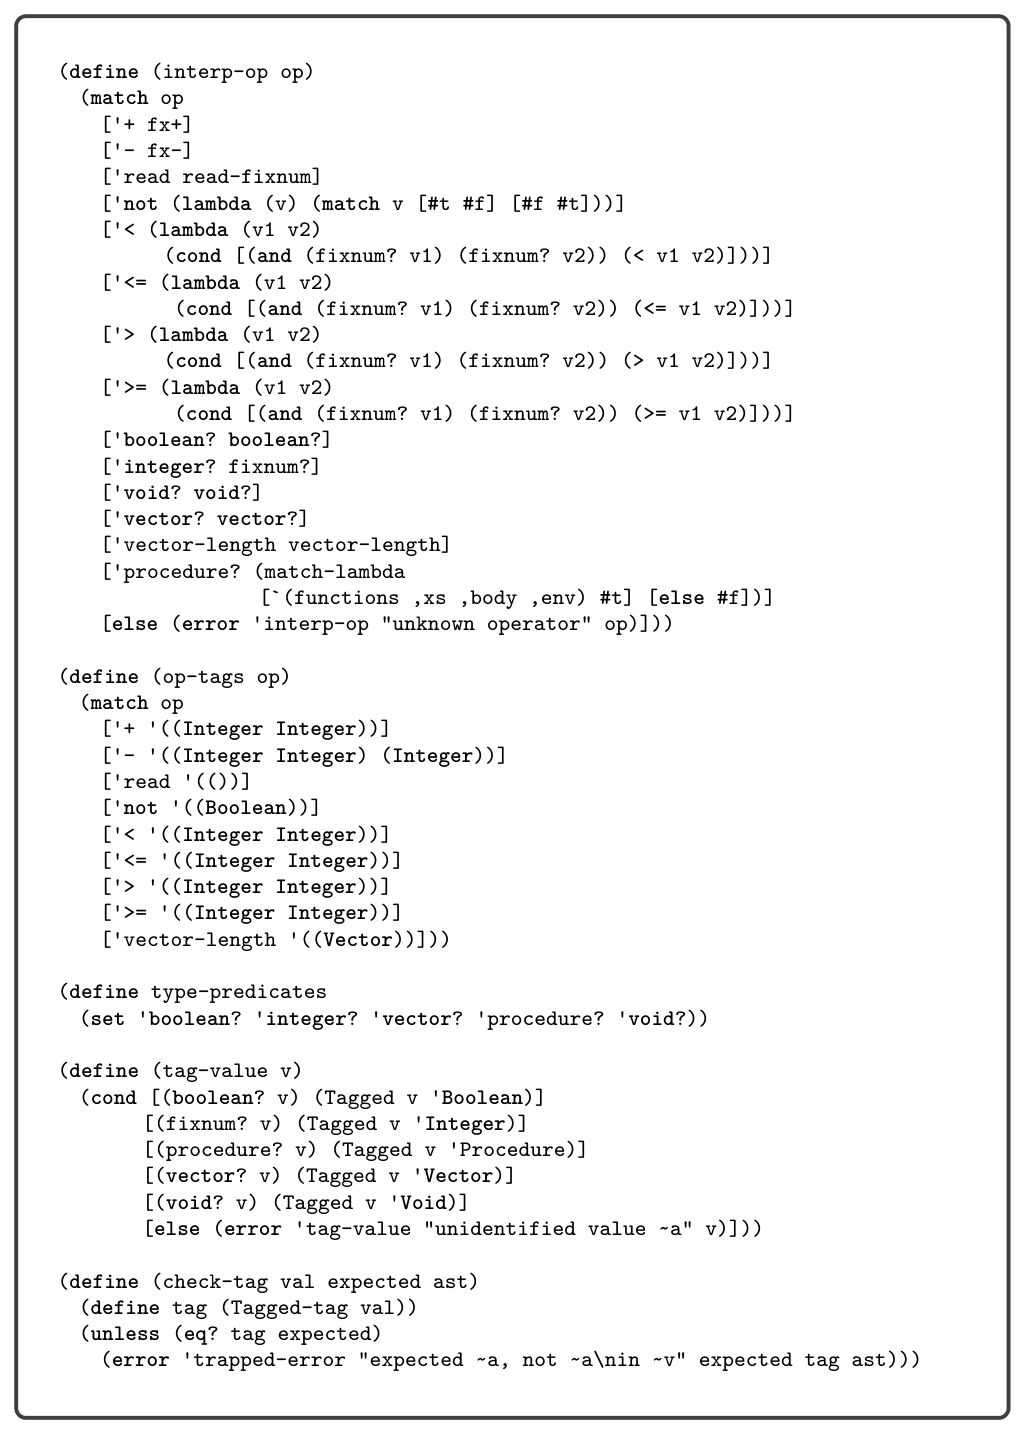 (define (interp-op op)
  (match op
    ['+ fx+]
    ['- fx-]
    ['read read-fixnum]
    ['not (lambda (v) (match v [#t #f] [#f #t]))]
    ['< (lambda (v1 v2)
          (cond [(and (fixnum? v1) (fixnum? v2)) (< v1 v2)]))]
    ['<= (lambda (v1 v2)
           (cond [(and (fixnum? v1) (fixnum? v2)) (<= v1 v2)]))]
    ['> (lambda (v1 v2)
          (cond [(and (fixnum? v1) (fixnum? v2)) (> v1 v2)]))]
    ['>= (lambda (v1 v2)
           (cond [(and (fixnum? v1) (fixnum? v2)) (>= v1 v2)]))]
    ['boolean? boolean?]
    ['integer? fixnum?]
    ['void? void?]
    ['vector? vector?]
    ['vector-length vector-length]
    ['procedure? (match-lambda
                   [`(functions ,xs ,body ,env) #t] [else #f])]
    [else (error 'interp-op "unknown operator" op)]))

(define (op-tags op)
  (match op
    ['+ '((Integer Integer))]
    ['- '((Integer Integer) (Integer))]
    ['read '(())]
    ['not '((Boolean))]
    ['< '((Integer Integer))]
    ['<= '((Integer Integer))]
    ['> '((Integer Integer))]
    ['>= '((Integer Integer))]
    ['vector-length '((Vector))]))

(define type-predicates
  (set 'boolean? 'integer? 'vector? 'procedure? 'void?))

(define (tag-value v)
  (cond [(boolean? v) (Tagged v 'Boolean)]
        [(fixnum? v) (Tagged v 'Integer)]
        [(procedure? v) (Tagged v 'Procedure)]
        [(vector? v) (Tagged v 'Vector)]
        [(void? v) (Tagged v 'Void)]
        [else (error 'tag-value "unidentified value ~a" v)]))

(define (check-tag val expected ast)
  (define tag (Tagged-tag val))
  (unless (eq? tag expected)
    (error 'trapped-error "expected ~a, not ~a\nin ~v" expected tag ast)))